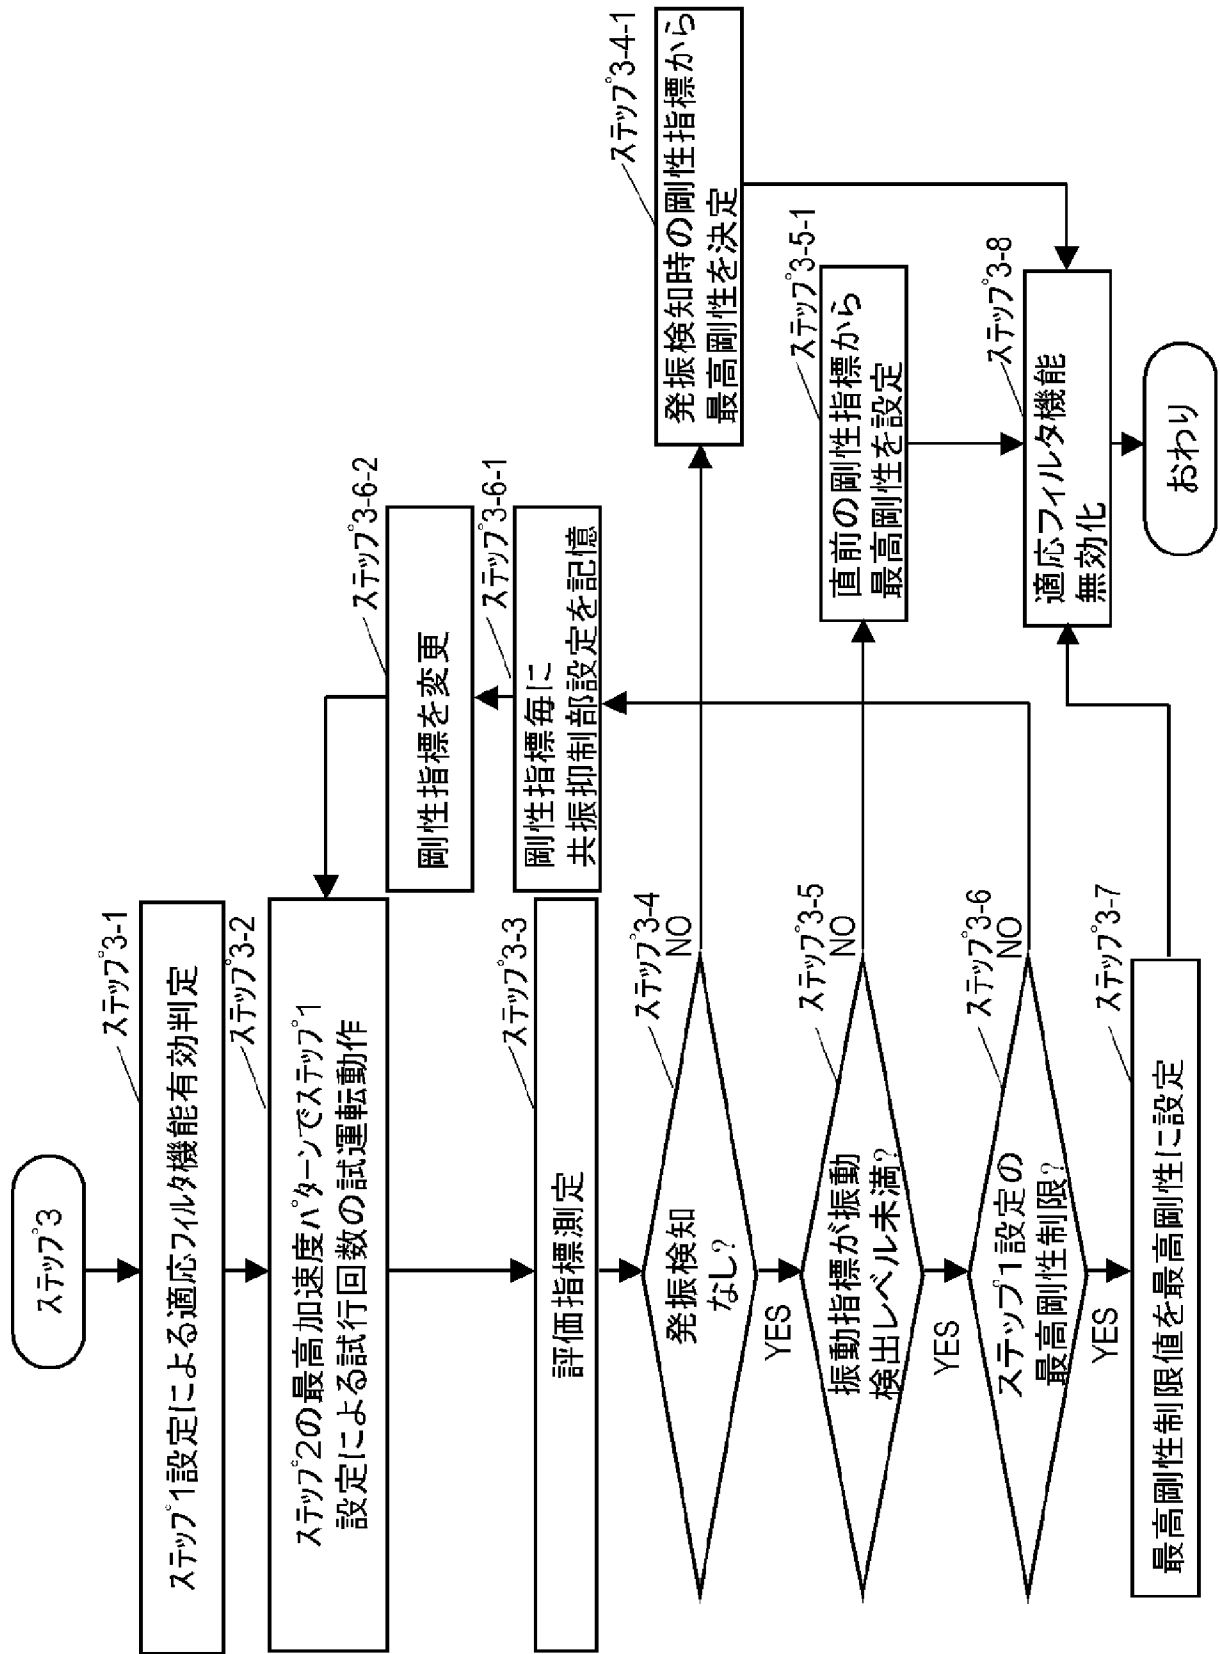 ステップ3
ステップ3-1
ステップ1設定による適応フィルタ機能有効判定
ステップ3-2
ステップ2の最高加速度パターンでステップ1
設定による試行回数の試運転動作
ステップ3-3
評価指標測定
ステップ3-4
発振検知
なし?
NO
YES
ステップ3-4-1
発振検知時の剛性指標から
最高剛性を決定
ステップ3-5
振動指標が振動
検出レベル未満?
NO
YES
ステップ3-5-1
直前の剛性指標から
最高剛性を設定
ステップ3-6
ステップ1設定の
最高剛性制限?
NO
YES
ステップ3-6-1
剛性指標毎に
共振抑制部設定を記憶
ステップ3-6-2
剛性指標を変更
ステップ3-7
最高剛性制限値を最高剛性に設定
ステップ3-8
適応フィルタ機能
無効化
おわり